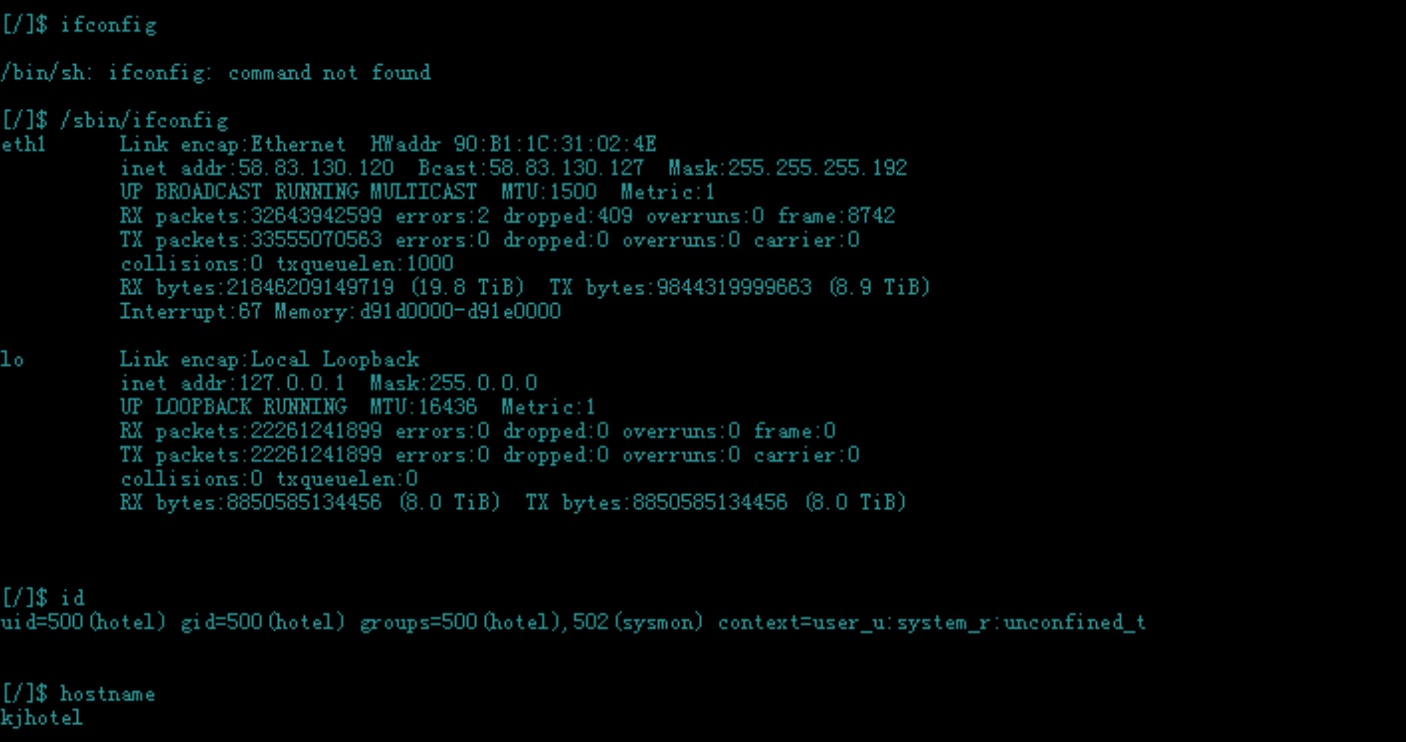 [/]$ ifconfig
/bin/sh: ifconfig: command not found
[/]$ /sbin/ifconfig
eth1 Link encap:Ethernet HWaddr 90:B1:1C:31:02:4E
inet addr:58.83.130.120 Bcast:58.83.130.127 Mask:255.255.255.192
UP BROADCAST RUNNING MULTICAST MTU:1500 Metric:1
RX packets:32643942599 errors:2 dropped:409 overruns:0 frame:8742
TX packets:33555070563 errors:0 dropped:0 overruns:0 carrier:0
collisions:0 txqueuelen:1000
RX bytes:21846209149719 (19.8 TiB) TX bytes:9844319999663 (8.9 TiB)
Interrupt:67 Memory:d91d0000-d91e0000
lo Link encap:Local Loopback
inet addr:127.0.0.1 Mask:255.0.0.0
UP LOOPBACK RUNNING MTU:16436 Metric:1
RX packets:22261241899 errors:0 dropped:0 overruns:0 frame:0
TX packets:22261241899 errors:0 dropped:0 overruns:0 carrier:0
collisions:0 txqueuelen:0
RX bytes:8850585134456 (8.0 TiB) TX bytes:8850585134456 (8.0 TiB)
[/]$ id
uid=500(hotel) gid=500(hotel) groups=500(hotel),502(sysmon) context=user_u:system_r:unconfined_t
[/]$ hostname
kjhotel